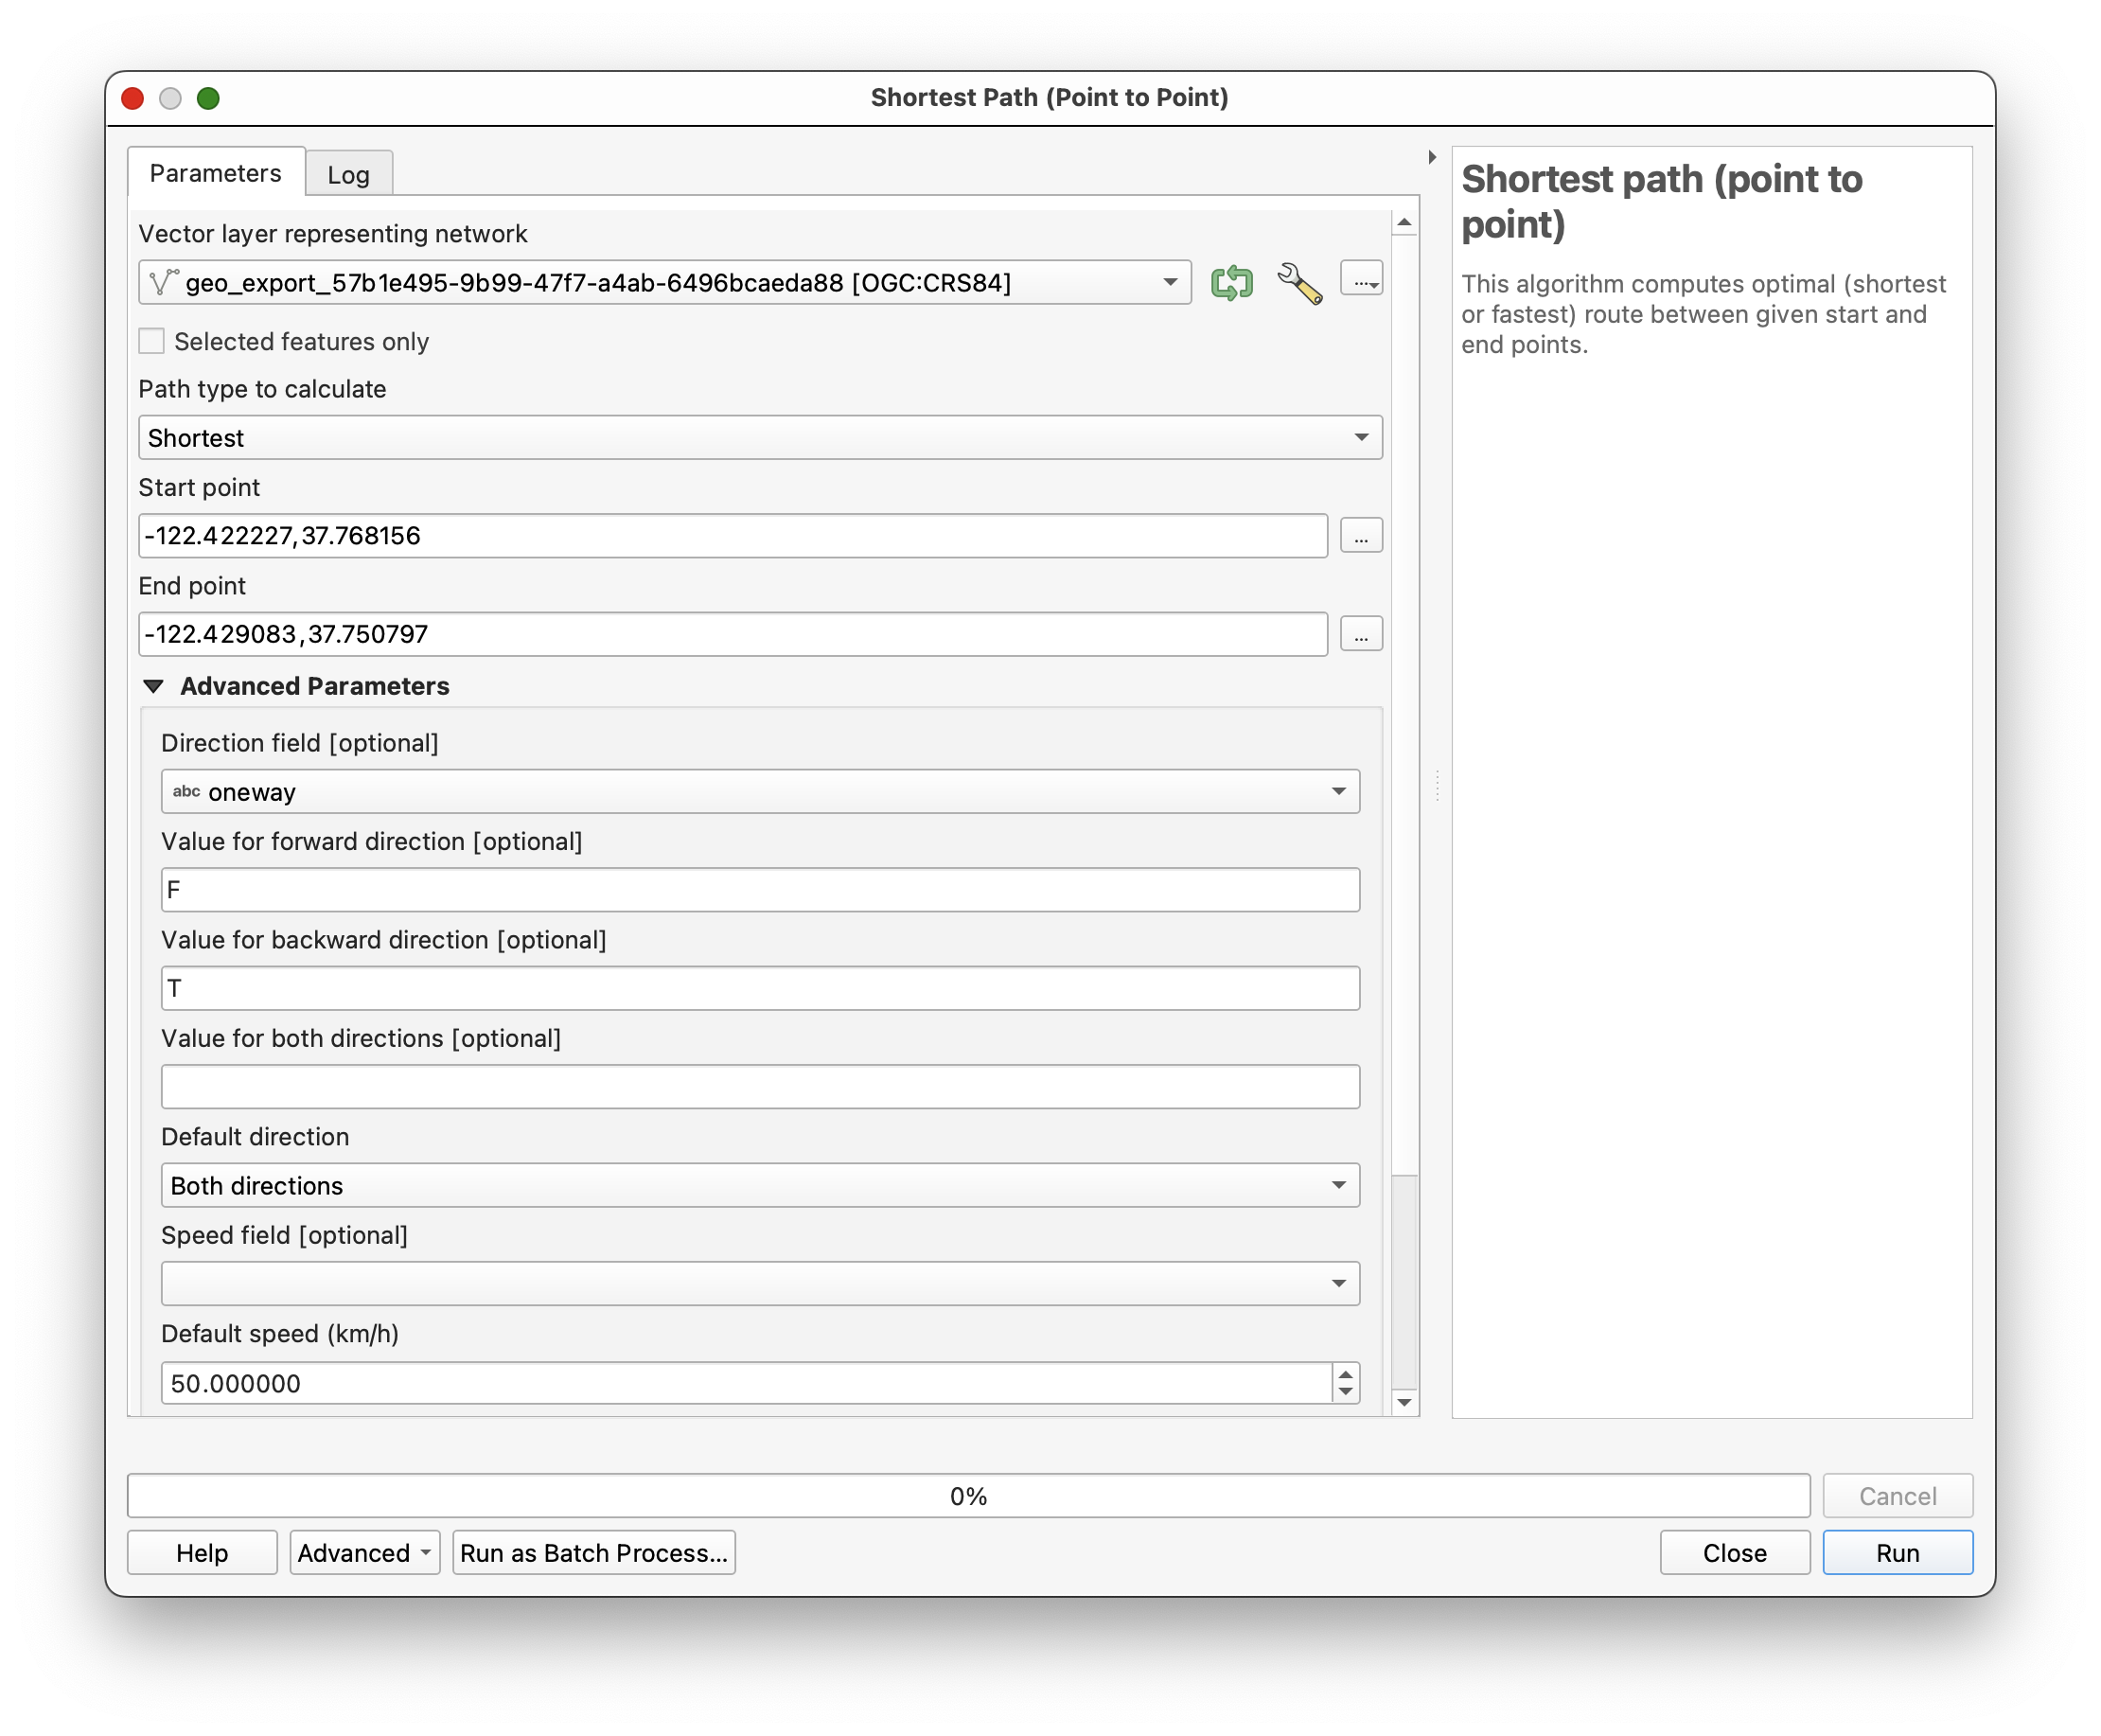 Shortest Path (Point to Point)
Parameters
Log
Vector layer representing network
geo_export_57b1e495-9b99-47f7-a4ab-6496bcaeda88 [OGC:CRS84]
...
Selected features only
Path type to calculate
Shortest
Start point
-122.422227,37.768156
...
End point
-122.429083,37.750797
...
Advanced Parameters
Direction field [optional]
abc oneway
Value for forward direction [optional]
F
Value for backward direction [optional]
T
Value for both directions [optional]
Default direction
Both directions
Speed field [optional]
Default speed (km/h)
50.000000
Shortest path (point to
point)
This algorithm computes optimal (shortest
or fastest) route between given start and
end points.
0%
Cancel
Help
Advanced
Run as Batch Process...
Close
Run